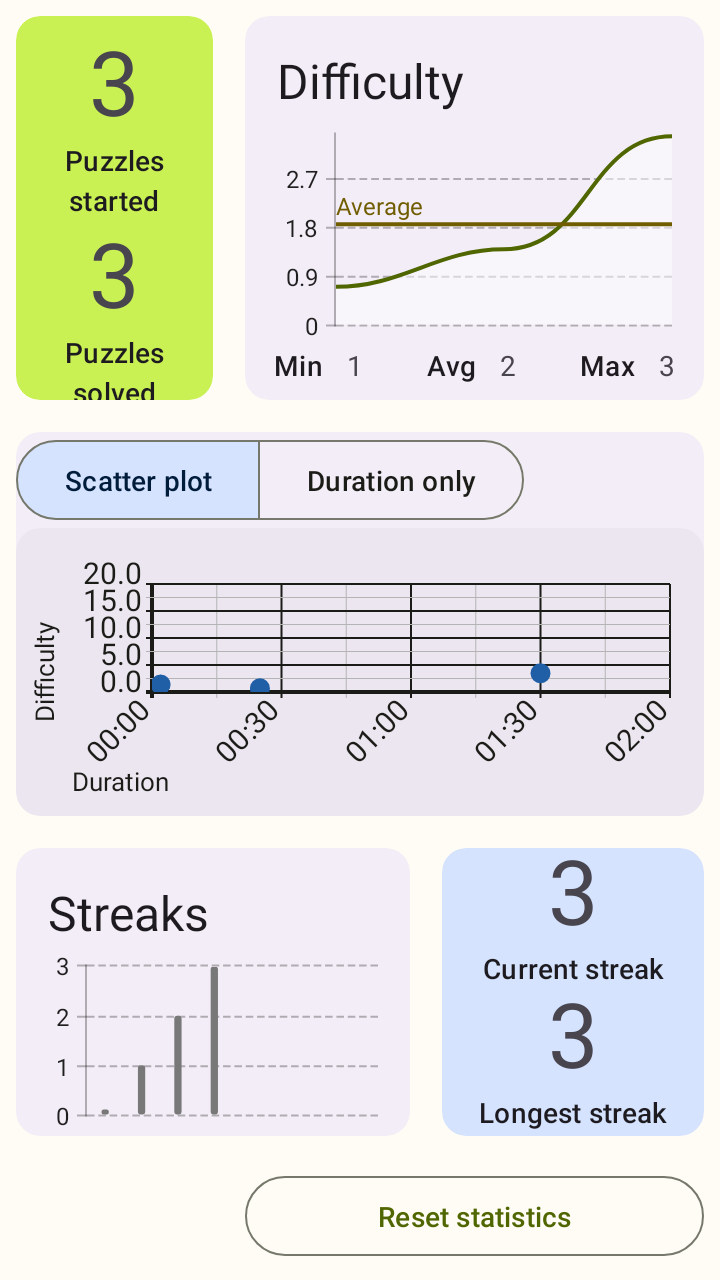 3
Puzzles
started
3
Puzzles
solved
Difficulty
2.7
Average
1.8
0.9
0
Min 1 Avg 2 Max 3
Scatter plot Duration only
20.0
15.0
10.0
5.0
0.0
Difficulty
00:00 00:30 01:00 01:30 02:00
Duration
Streaks
3
2
1
0
3
Current streak
3
Longest streak
Reset statistics